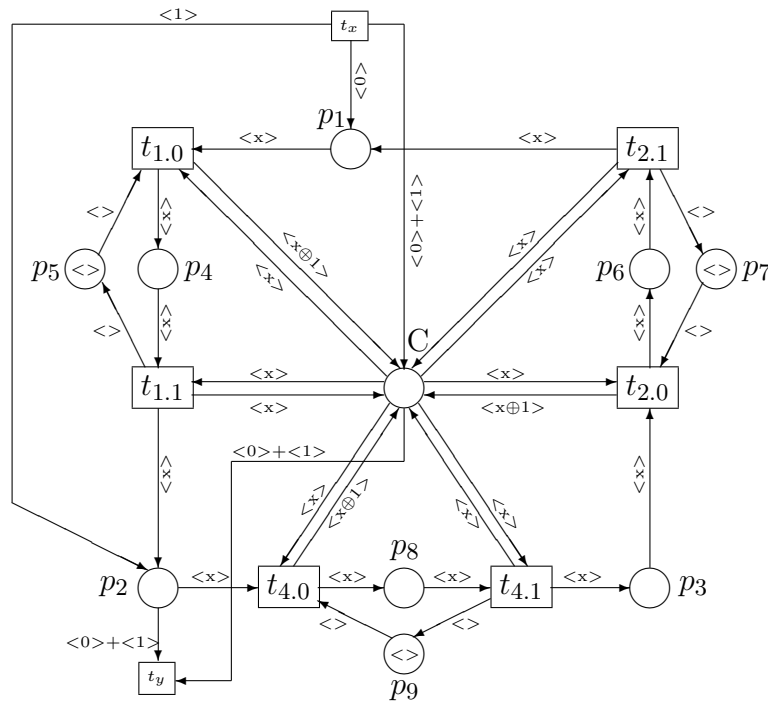 <1>
t_x
<0>
p_1
<x>
<x>
t_{1.0}
t_{2.1}
<0>+<1>
<>
<x>
<x⊕1>
<x>
<x>
<x>
<x>
<>
p_5
<>
p_4
p_6
<>
p_7
<>
<x>
<x>
<>
C
t_{1.1}
<x>
<x>
t_{2.0}
<x>
<x⊕1>
<0>+<1>
<x>
<x>
<x⊕1>
<x>
<x>
<x>
p_8
p_2
<x>
t_{4.0}
<x>
<x>
t_{4.1}
<x>
p_3
<>
<>
<0>+<1>
<>
t_y
p_9